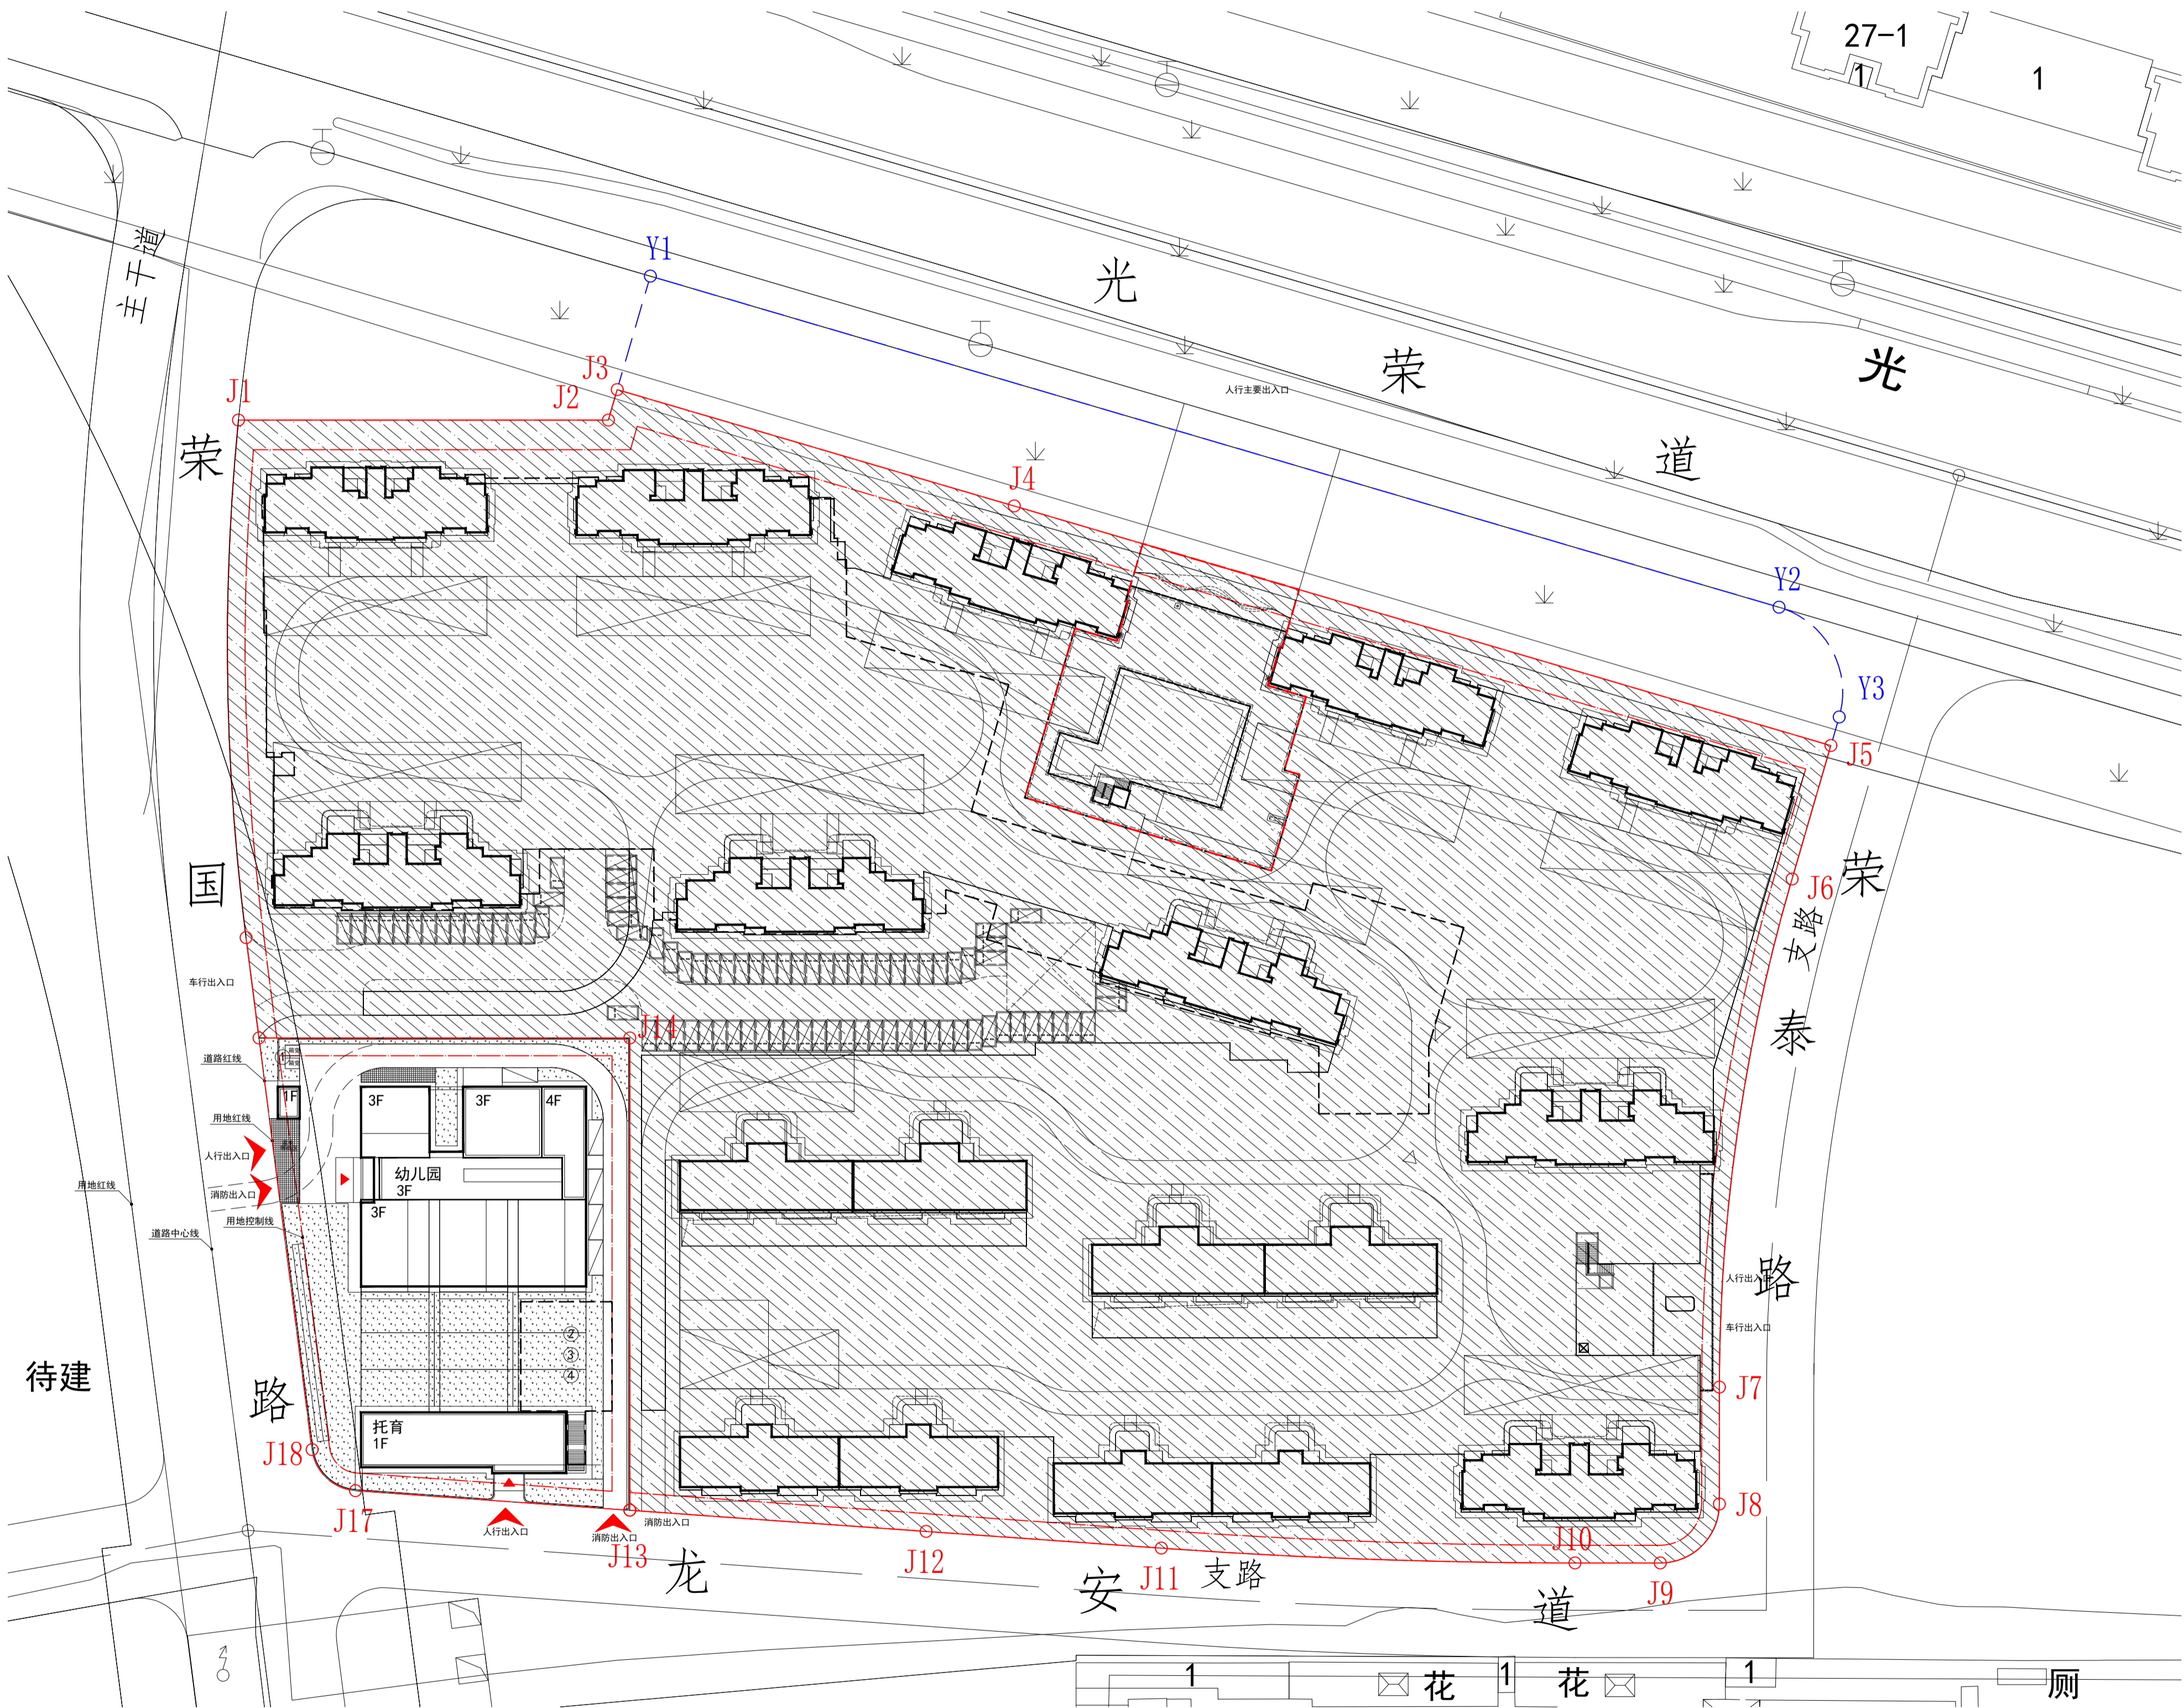 27-1
1
1
主干道
Y1
光
J3
J2
J1
人行主要出入口
荣
光
荣
道
J4
Y2
Y3
J5
国
J6
荣
支路
车行出入口
J14
泰
道路红线
1F
3F
3F
4F
用地红线
人行出入口
幼儿园
3F
用地红线
消防出入口
3F
用地控制线
道路中心线
路
人行出入口
车行出入口
②
③
④
待建
J7
路
托育
1F
J18
J17
人行出入口
消防出入口
消防出入口
J13
J8
J12
J10
J11
支路
J9
龙
安
道
1
花
1
花
1
厕